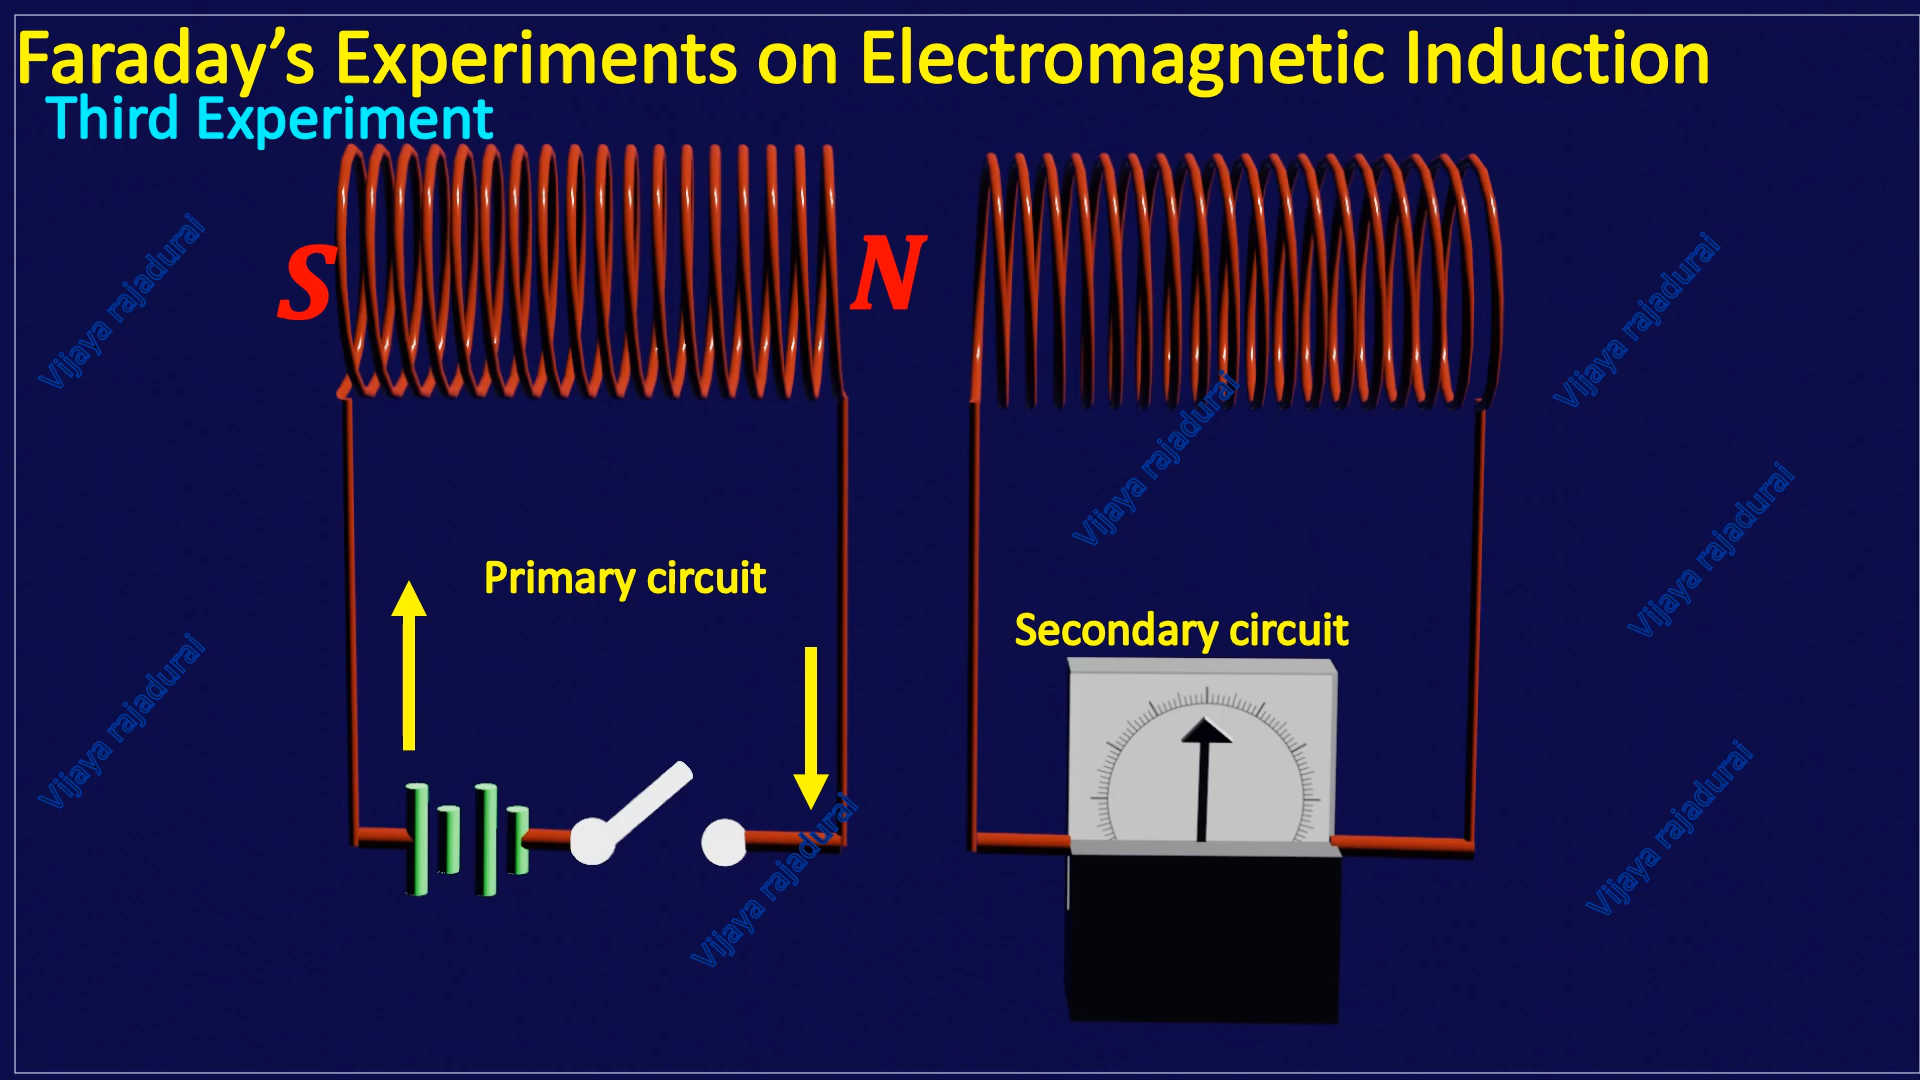 Faraday’s Experiments on Electromagnetic Induction
Third Experiment
S
N
Vijaya rajadurai
Vijaya rajadurai
Vijaya rajadurai
Vijaya rajadurai
Primary circuit
Secondary circuit
Vijaya rajadurai
Vijaya rajadurai
Vijaya rajadurai